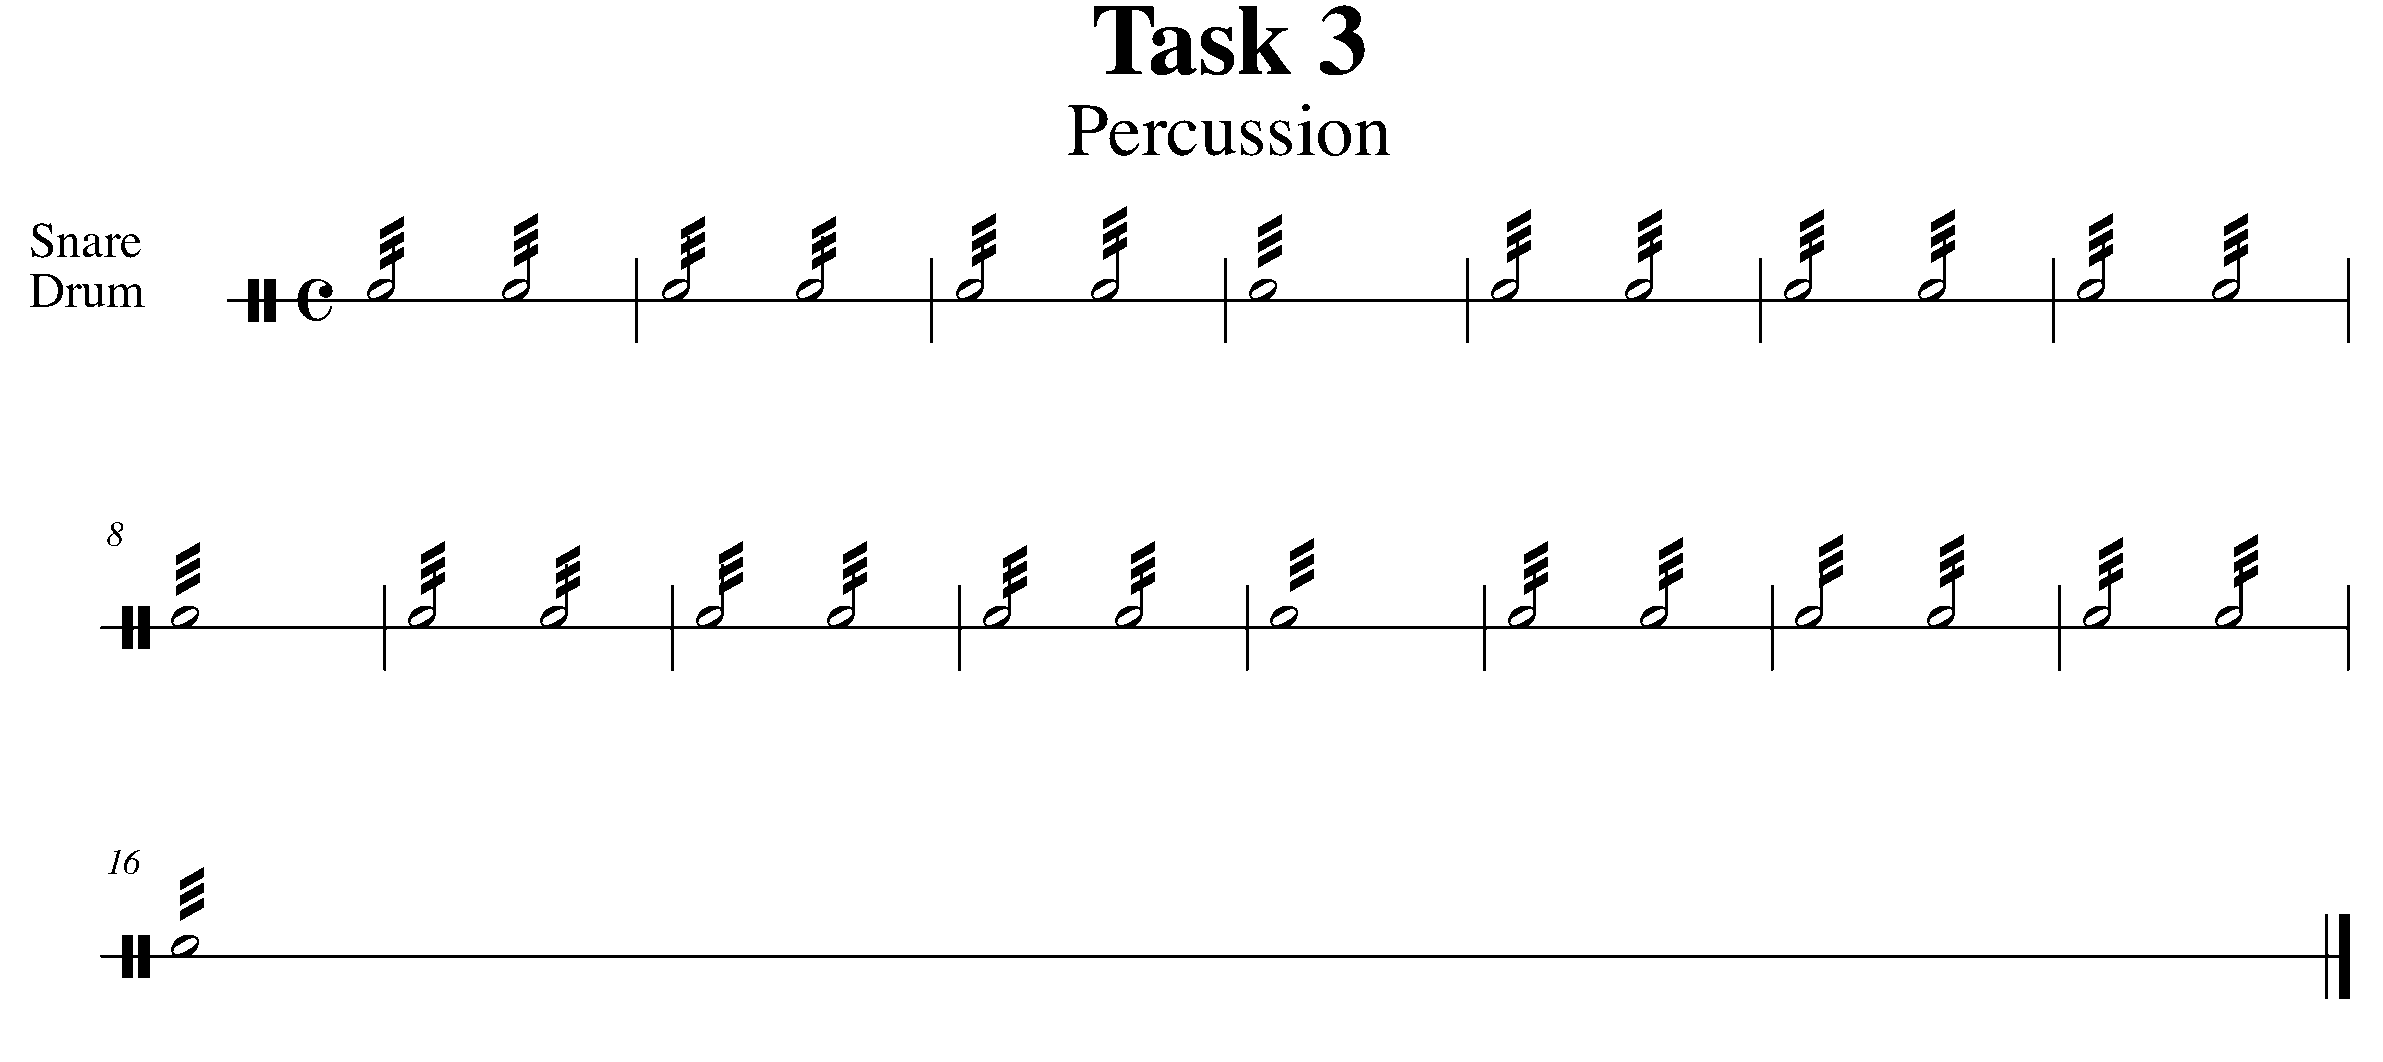 Task 3
Percussion
Snare
Drum
8
16